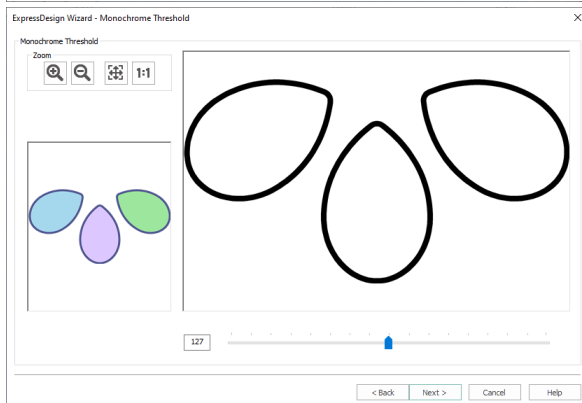 ExpressDesign Wizard - Monochrome Threshold
Monochrome Threshold
Zoom
1:1
127
< Back Next > Cancel Help